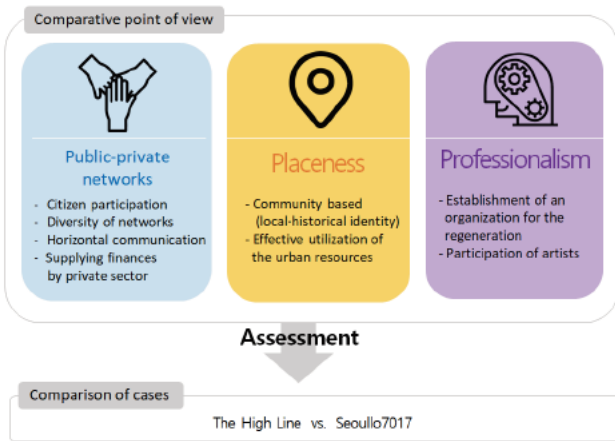 Comparative point of view
Public-private
networks
- Citizen participation
- Diversity of networks
- Horizontal communication
- Supplying finances
by private sector
Placeness
- Community based
(local-historical identity)
- Effective utilization of
the urban resources
Professionalism
- Establishment of an
organization for the
regeneration
- Participation of artists
Assessment
Comparison of cases
The High Line vs. Seoullo7017